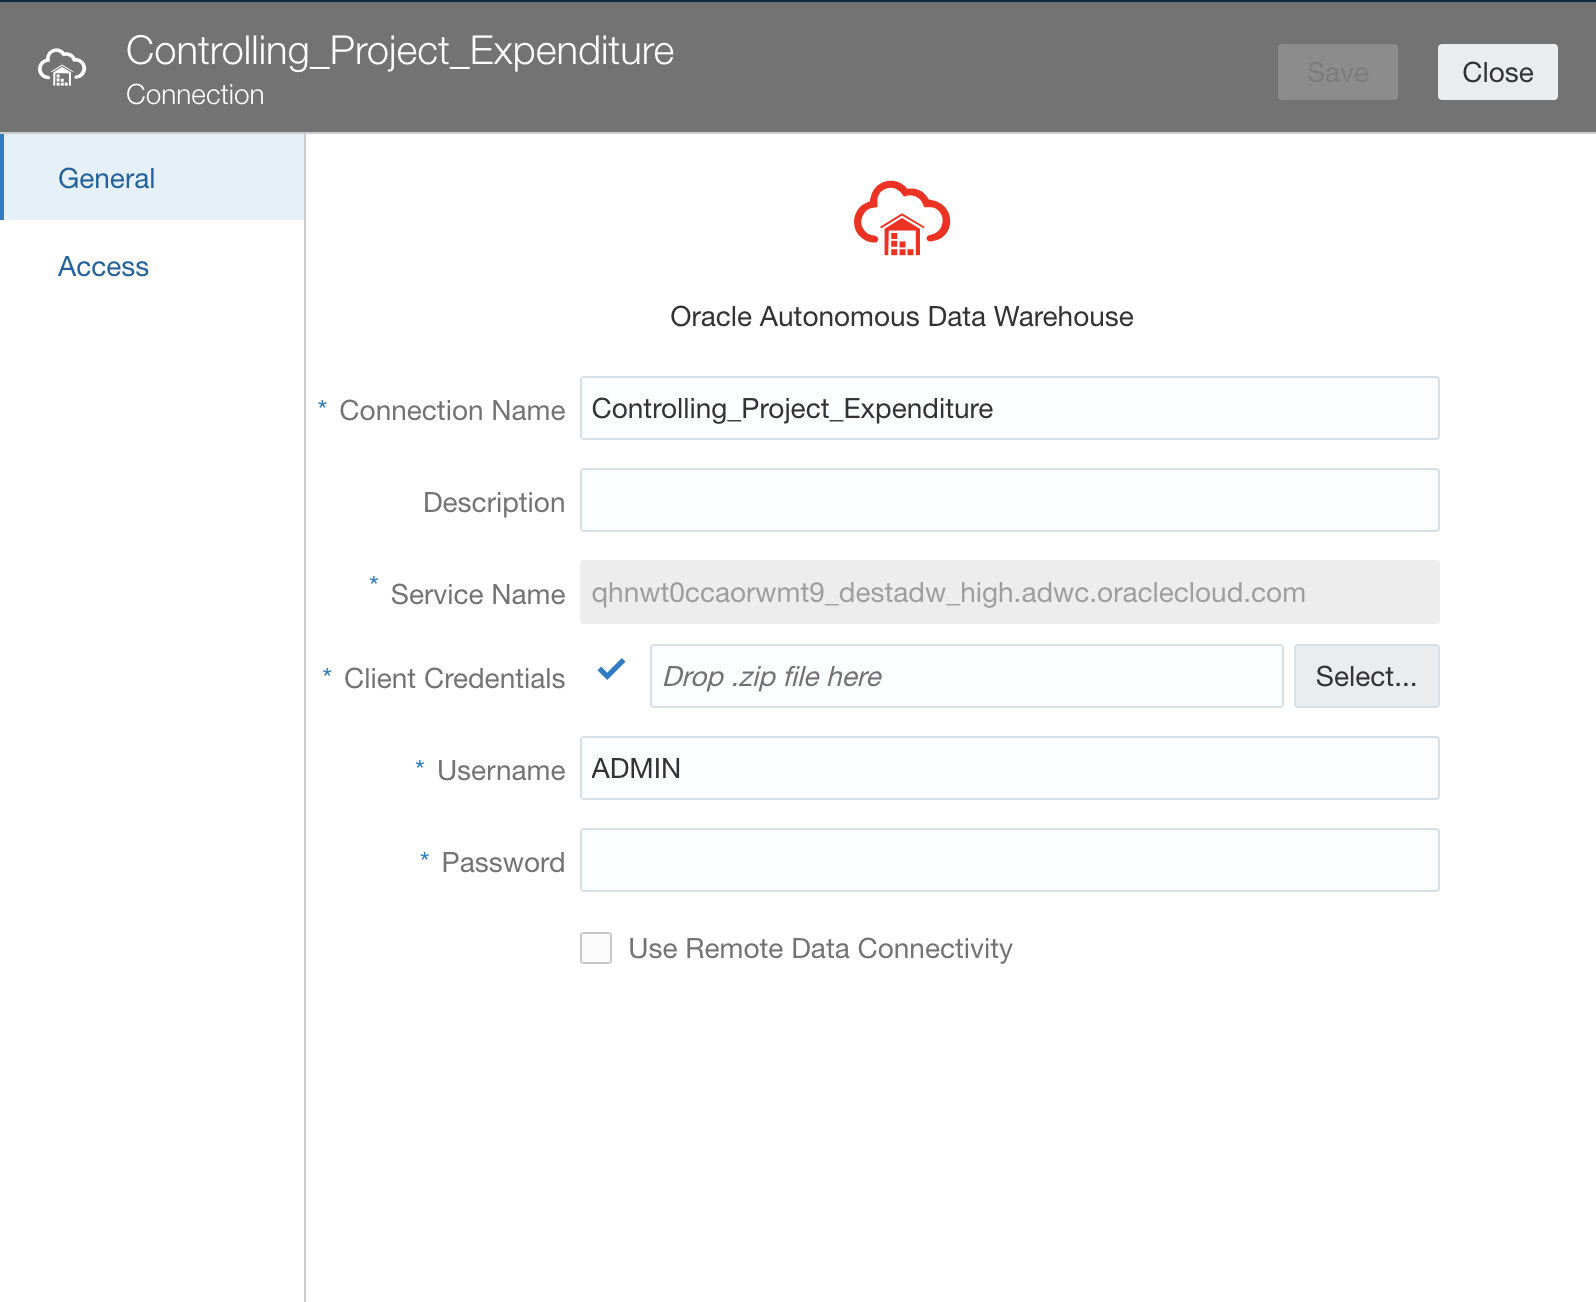 Controlling_Project_Expenditure
Connection
Save
Close
General
Access
Oracle Autonomous Data Warehouse
* Connection Name Controlling_Project_Expenditure
Description
* Service Name qhnwt0ccaorwmt9_destadw_high.adwc.oraclecloud.com
* Client Credentials Drop .zip file here Select...
* Username ADMIN
* Password
Use Remote Data Connectivity